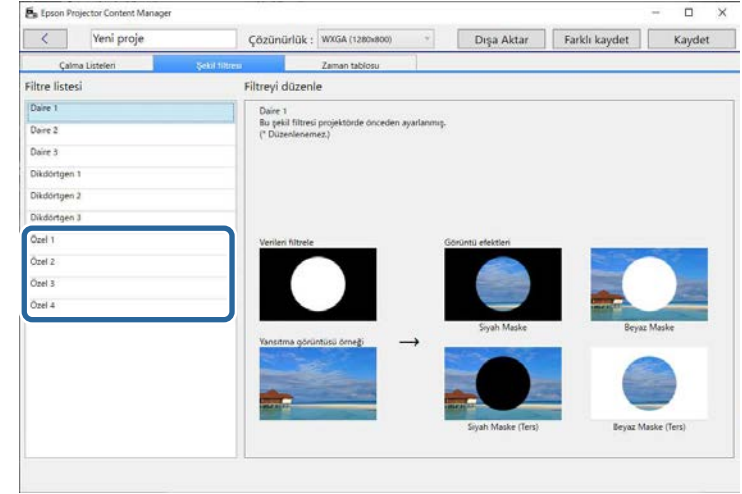 Epson Projector Content Manager
Yeni proje
Çözünürlük :
WXGA (1280x800)
Dışa Aktar
Farklı kaydet
Kaydet
Çalma Listeleri
Şekil filtresi
Zaman tablosu
Filtre listesi
Filtreyi düzenle
Daire 1
Daire 2
Daire 3
Dikdörtgen 1
Dikdörtgen 2
Dikdörtgen 3
Özel 1
Özel 2
Özel 3
Özel 4
Daire 1
Bu şekil filtresi projektörde önceden ayarlanmış.
(* Düzenlenemez.)
Verileri filtrele
Görüntü efektleri
Siyah Maske
Beyaz Maske
Yansıtma görüntüsü örneği
Siyah Maske (Ters)
Beyaz Maske (Ters)